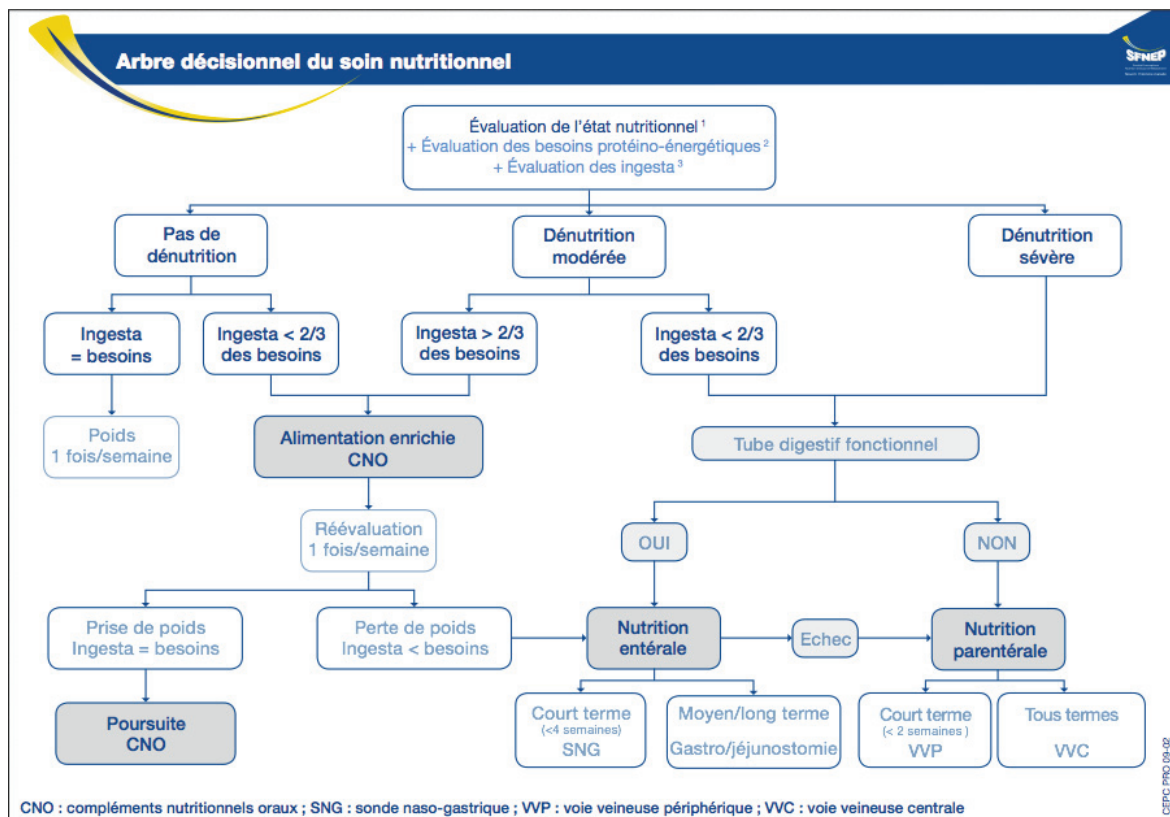 Arbre décisionnel du soin nutritionnel
SFNEP
Évaluation de l'état nutritionnel ¹
+ Évaluation des besoins protéino-énergétiques ²
+ Évaluation des ingesta ³
Pas de
dénutrition
Dénutrition
modérée
Dénutrition
sévère
Ingesta
= besoins
Ingesta < 2/3
des besoins
Ingesta > 2/3
des besoins
Ingesta < 2/3
des besoins
Poids
1 fois/semaine
Alimentation enrichie
CNO
Tube digestif fonctionnel
Réévaluation
1 fois/semaine
OUI
NON
Prise de poids
Ingesta = besoins
Perte de poids
Ingesta < besoins
Nutrition
entérale
Echec
Nutrition
parentérale
Poursuite
CNO
Court terme
(<4 semaines)
SNG
Moyen/long terme
Gastro/jéjunostomie
Court terme
(< 2 semaines )
VVP
Tous termes
VVC
CNO : compléments nutritionnels oraux ; SNG : sonde naso-gastrique ; VVP : voie veineuse périphérique ; VVC : voie veineuse centrale
CEPC PRO 09-02